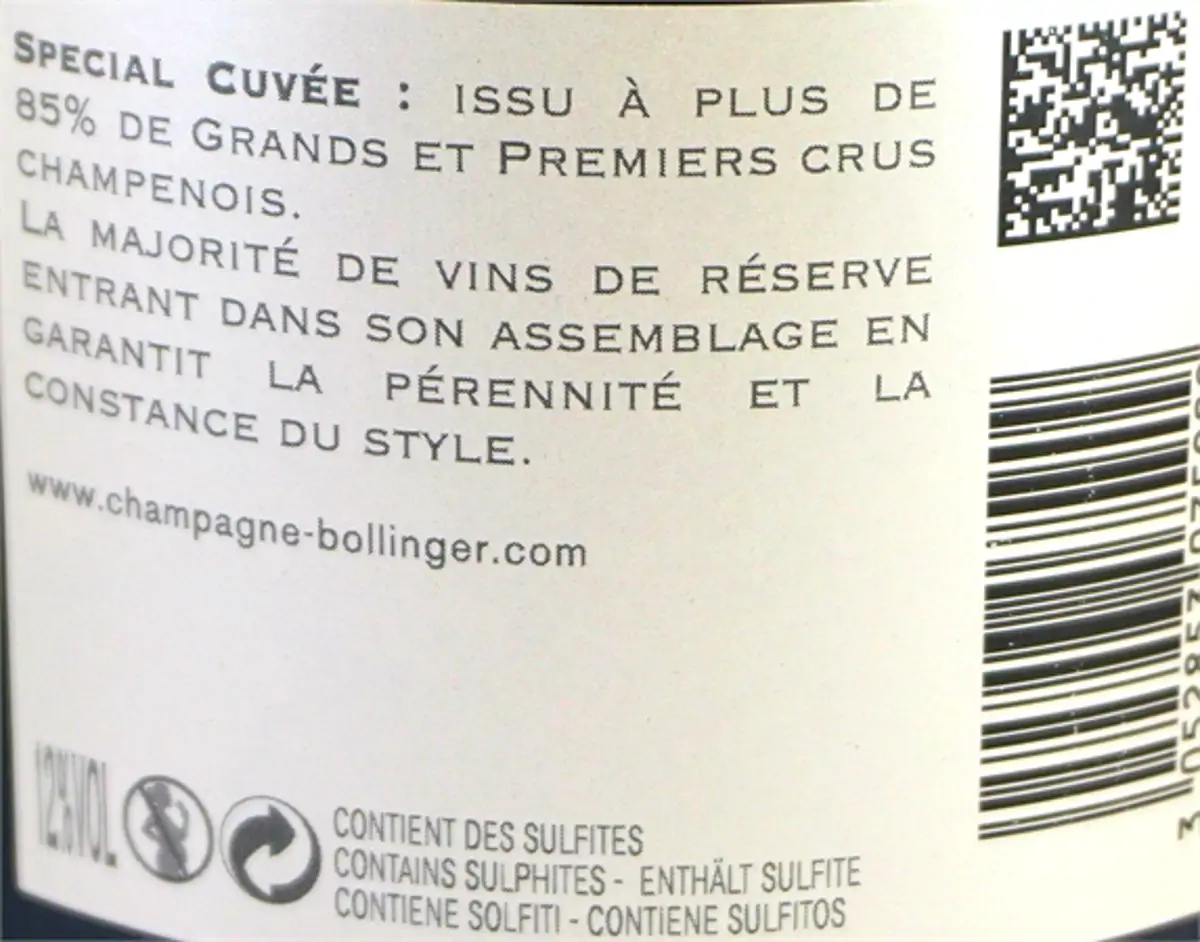 SPECIAL CUVÉE : ISSU À PLUS DE
85% DE GRANDS ET PREMIERS CRUS
CHAMPENOIS.
LA MAJORITÉ DE VINS DE RÉSERVE
ENTRANT DANS SON ASSEMBLAGE EN
GARANTIT LA PÉRENNITÉ ET LA
CONSTANCE DU STYLE.
www.champagne-bollinger.com
12%VOL
CONTIENT DES SULFITES
CONTAINS SULPHITES - ENTHÄLT SULFITE
CONTIENE SOLFITI - CONTIENE SULFITOS